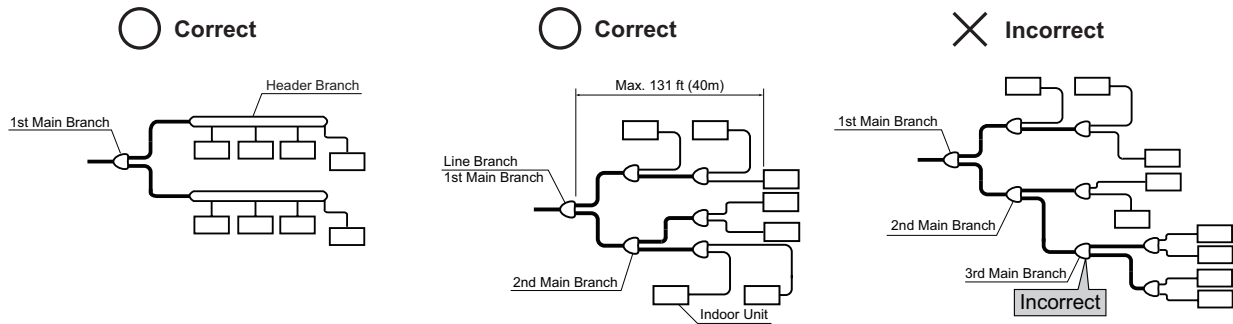 Correct
Header Branch
1st Main Branch
Correct
Max. 131 ft (40m)
Line Branch
1st Main Branch
2nd Main Branch
Indoor Unit
Incorrect
1st Main Branch
2nd Main Branch
3rd Main Branch
Incorrect